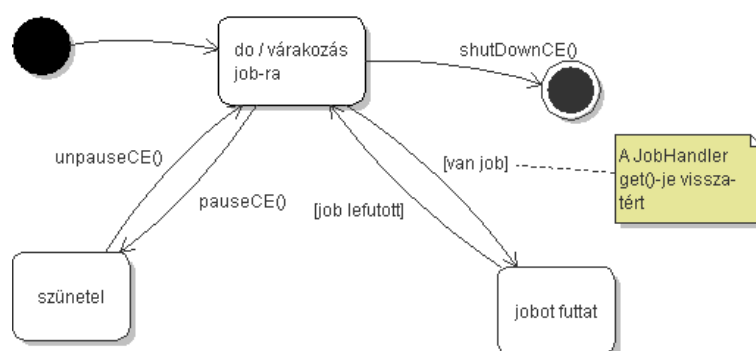 do / várakozás
job-ra
shutDownCE()
unpauseCE()
pauseCE()
[job lefutott]
[van job]
A JobHandler
get()-je vissza-
tért
szünetel
jobot futtat